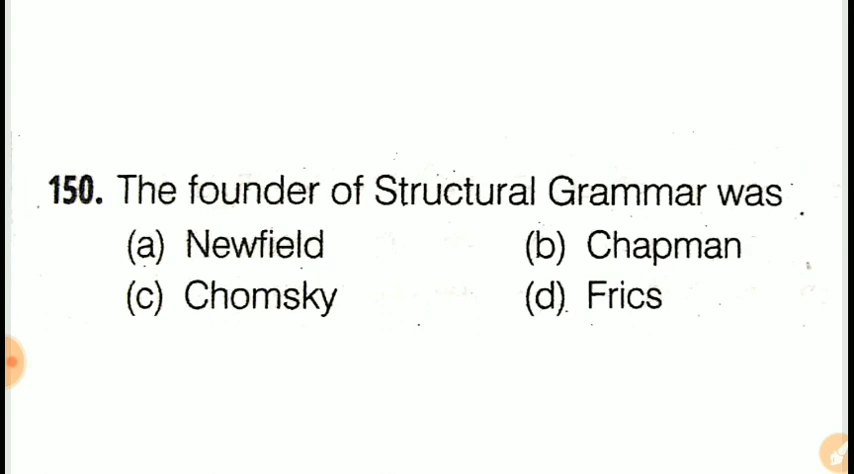 150. The founder of Structural Grammar was
(a) Newfield (b) Chapman
(c) Chomsky (d) Frics